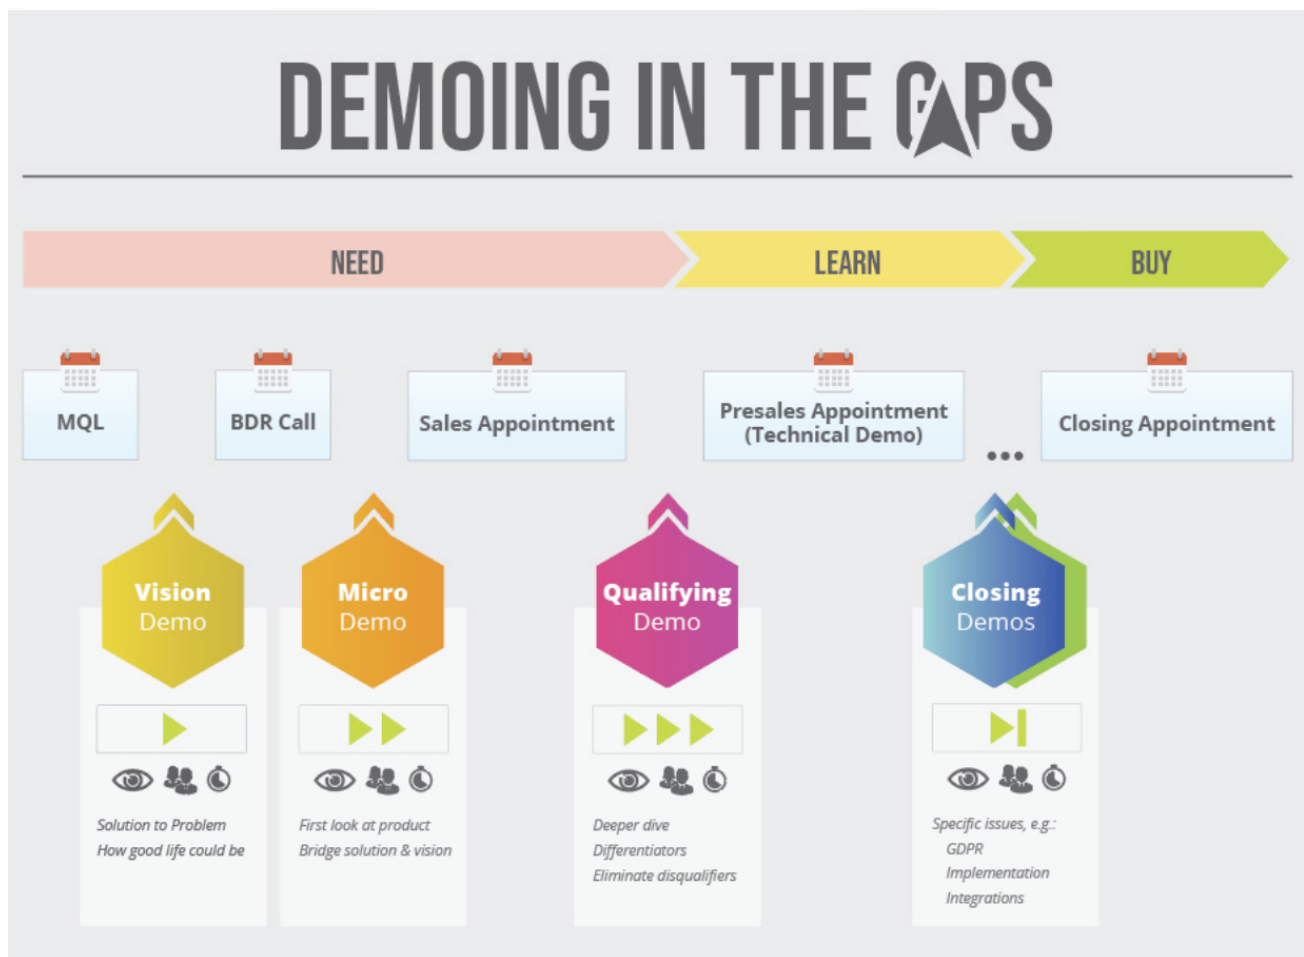 DEMOING IN THE GAPS
NEED
LEARN
BUY
MQL
BDR Call
Sales Appointment
Presales Appointment
(Technical Demo)
...
Closing Appointment
Vision
Demo
Micro
Demo
Qualifying
Demo
Closing
Demos
Solution to Problem
How good life could be
First look at product
Bridge solution & vision
Deeper dive
Differentiators
Eliminate disqualifiers
Specific issues, e.g.:
GDPR
Implementation
Integrations